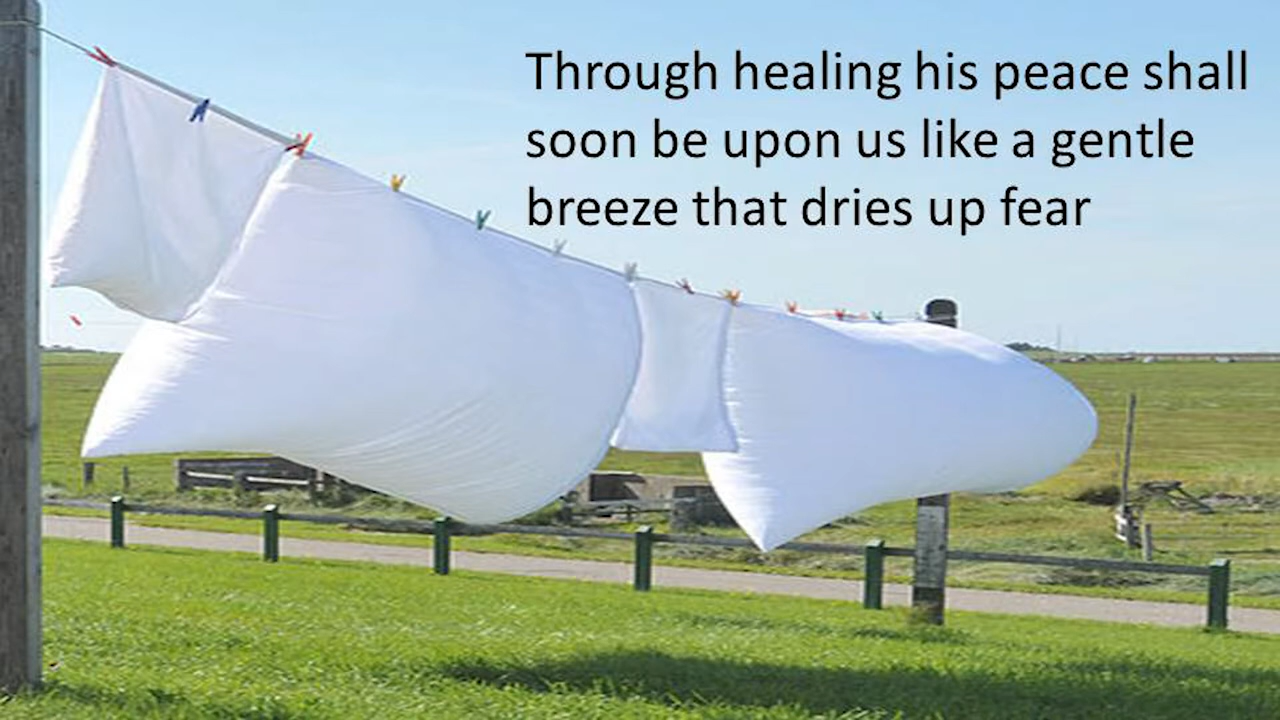 Through healing his peace shall
soon be upon us like a gentle
breeze that dries up fear